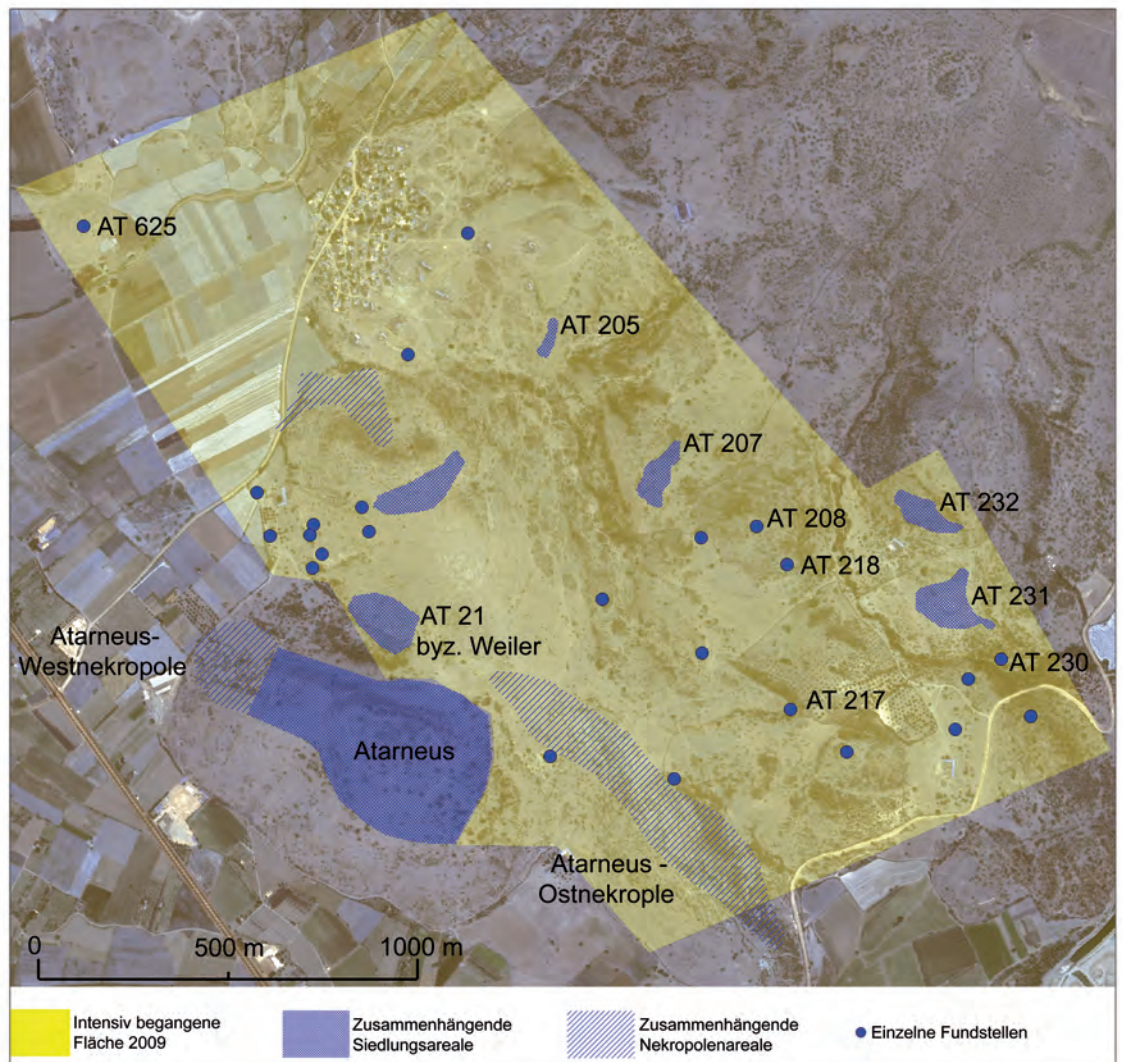 AT 625
AT 205
AT 207
AT 232
AT 208
AT 218
AT 231
AT 21
byz. Weiler
Atarneus-
Westnekropole
AT 230
AT 217
Atarneus
Atarneus -
Ostnekrople
0 500 m 1000 m
Intensiv begangene
Fläche 2009
Zusammenhängende
Siedlungsareale
Zusammenhängende
Nekropolenareale
Einzelne Fundstellen